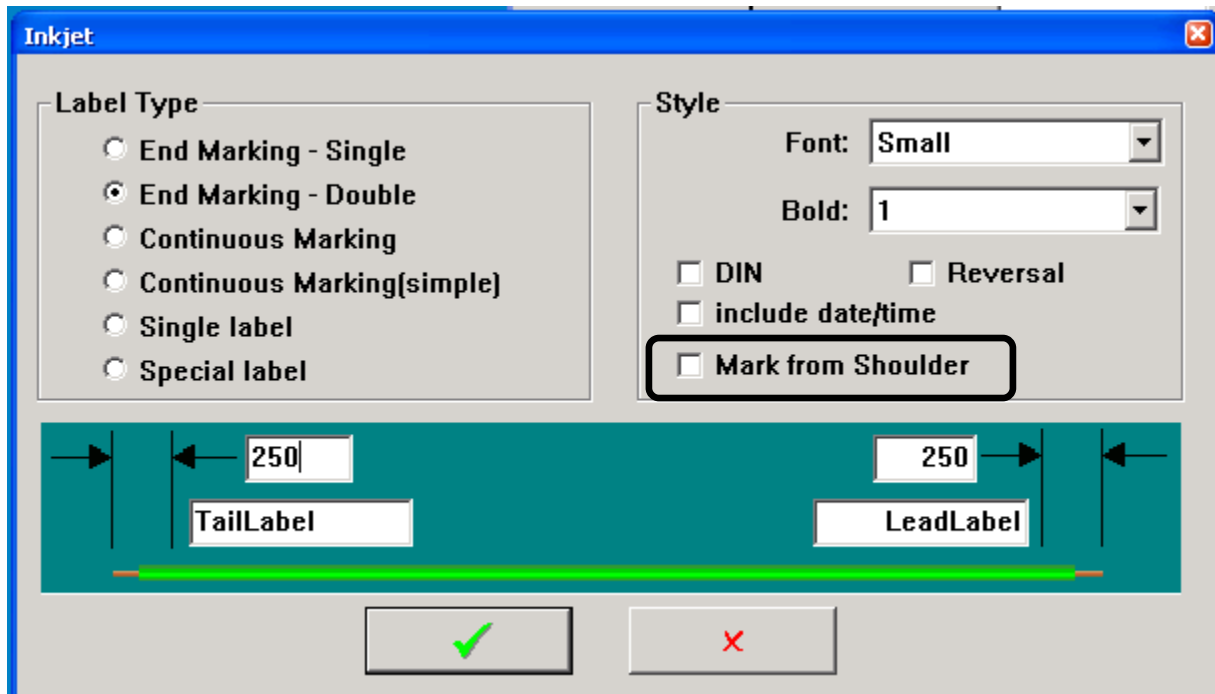 Inkjet
Label Type
End Marking - Single
End Marking - Double
Continuous Marking
Continuous Marking(simple)
Single label
Special label
Style
Font: Small
Bold: 1
DIN Reversal
include date/time
Mark from Shoulder
250 250
TailLabel LeadLabel